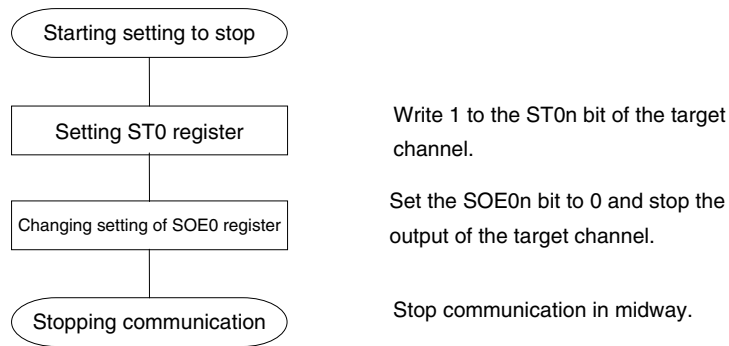 Starting setting to stop
Setting ST0 register
Write 1 to the ST0n bit of the target
channel.
Changing setting of SOE0 register
Set the SOE0n bit to 0 and stop the
output of the target channel.
Stopping communication
Stop communication in midway.